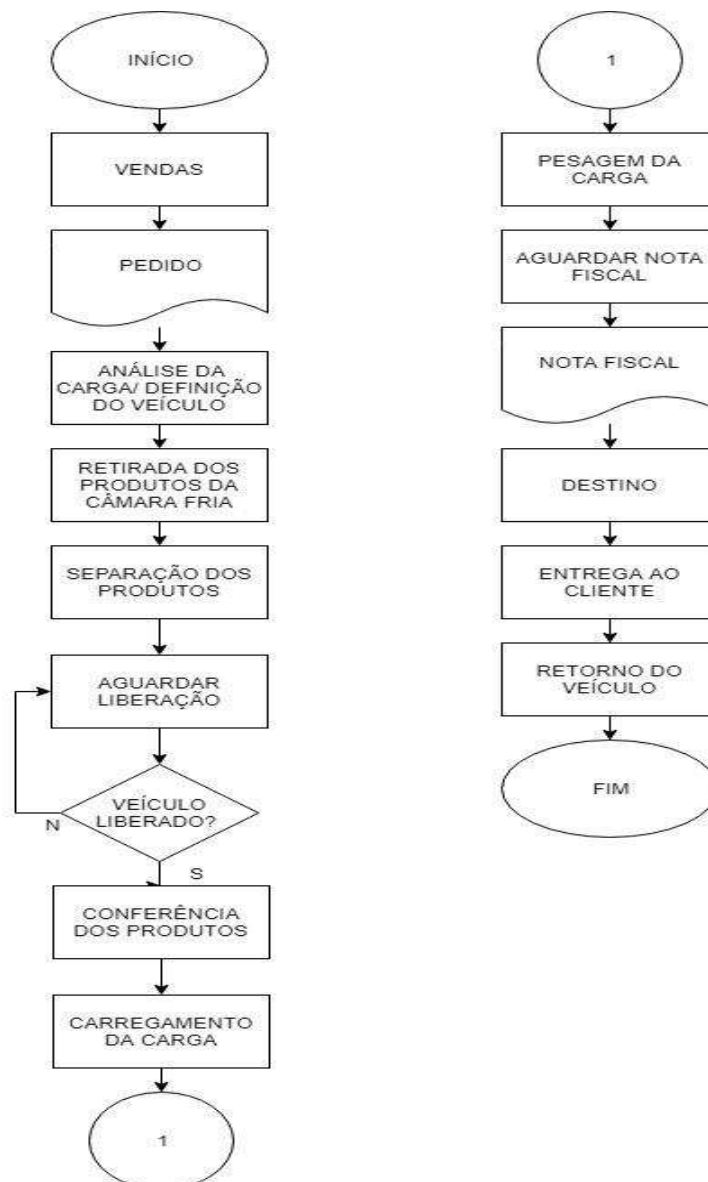 INÍCIO
VENDAS
PEDIDO
ANÁLISE DA
CARGA/ DEFINIÇÃO
DO VEÍCULO
RETIRADA DOS
PRODUTOS DA
CÂMARA FRIA
SEPARAÇÃO DOS
PRODUTOS
AGUARDAR
LIBERAÇÃO
VEÍCULO
LIBERADO?
N
S
CONFERÊNCIA
DOS PRODUTOS
CARREGAMENTO
DA CARGA
1
1
PESAGEM DA
CARGA
AGUARDAR NOTA
FISCAL
NOTA FISCAL
DESTINO
ENTREGA AO
CLIENTE
RETORNO DO
VEÍCULO
FIM